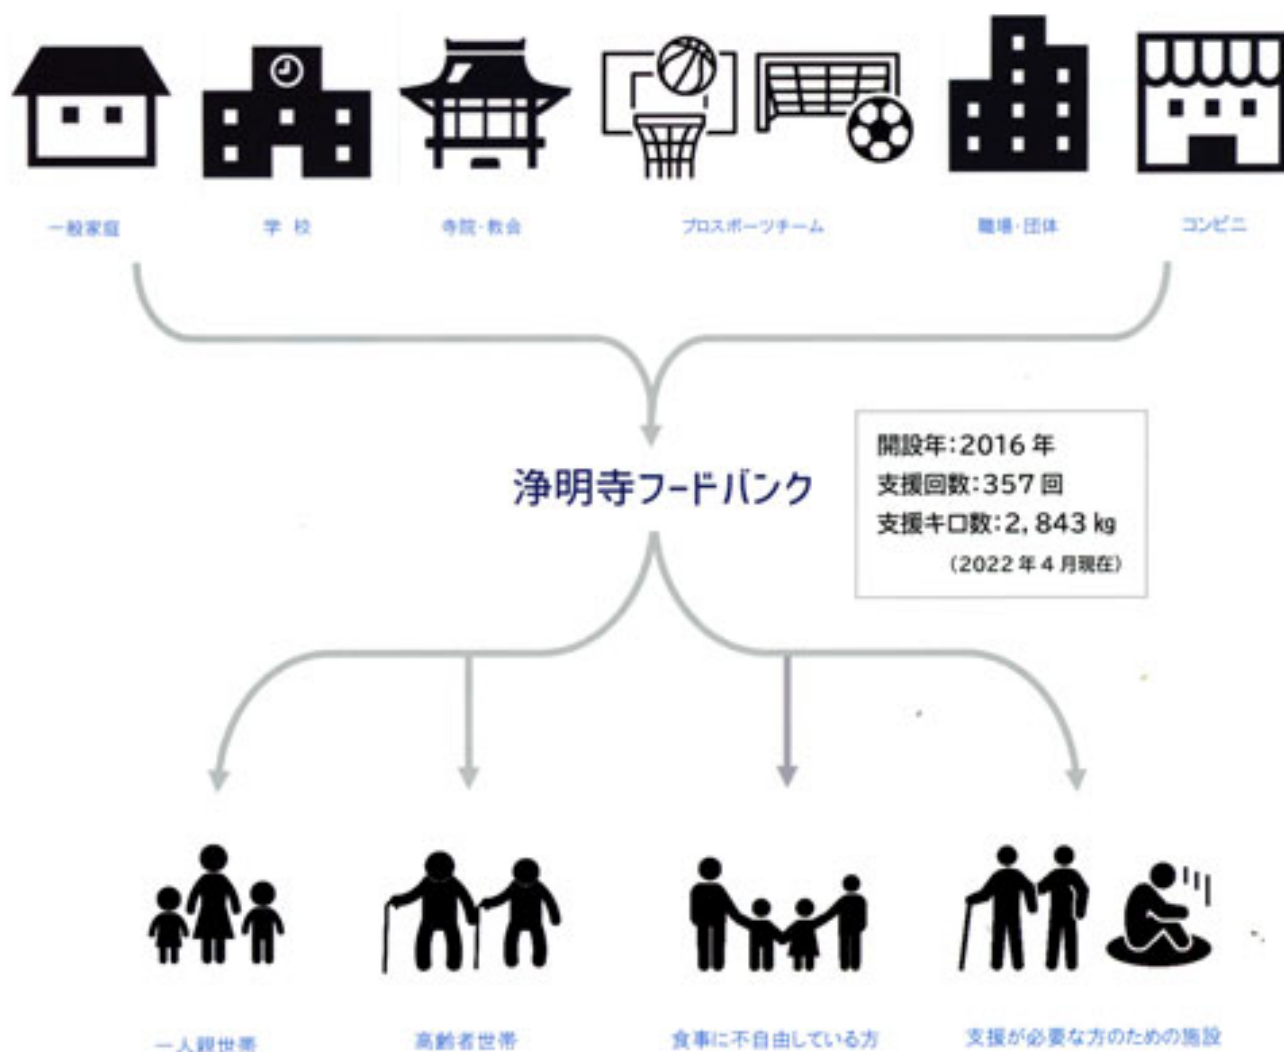 一般家庭
学校
寺院・教会
プロスポーツチーム
職場・団体
コンビニ
浄明寺フードバンク
開設年:2016年
支援回数:357回
支援キロ数:2,843kg
(2022年4月現在)
一人親世帯
高齢者世帯
食事に不自由している方
支援が必要な方のための施設